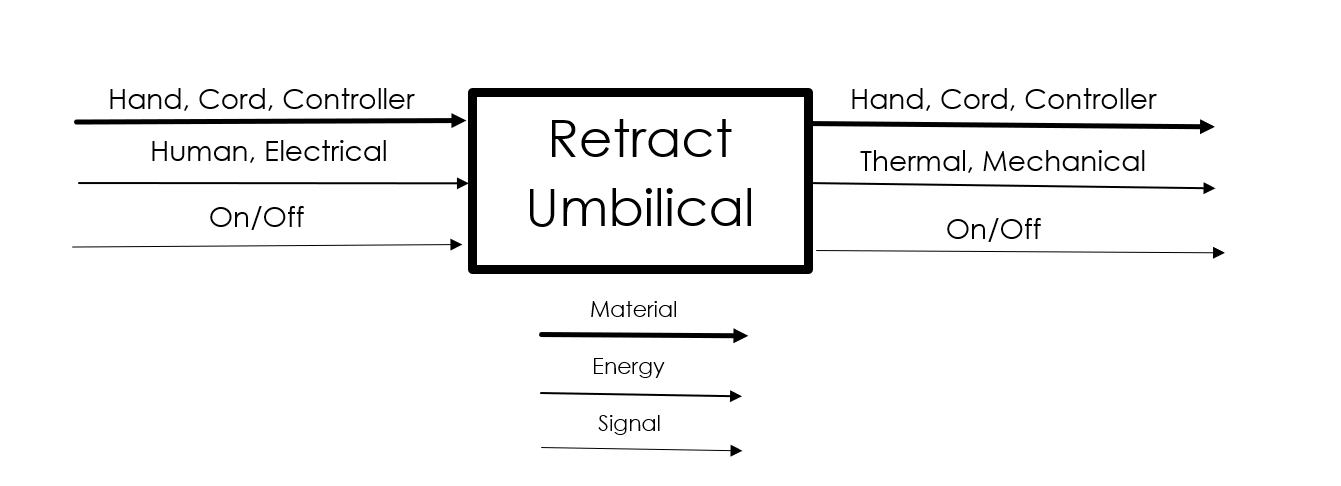 Hand, Cord, Controller
Human, Electrical
On/Off
Retract
Umbilical
Hand, Cord, Controller
Thermal, Mechanical
On/Off
Material
Energy
Signal